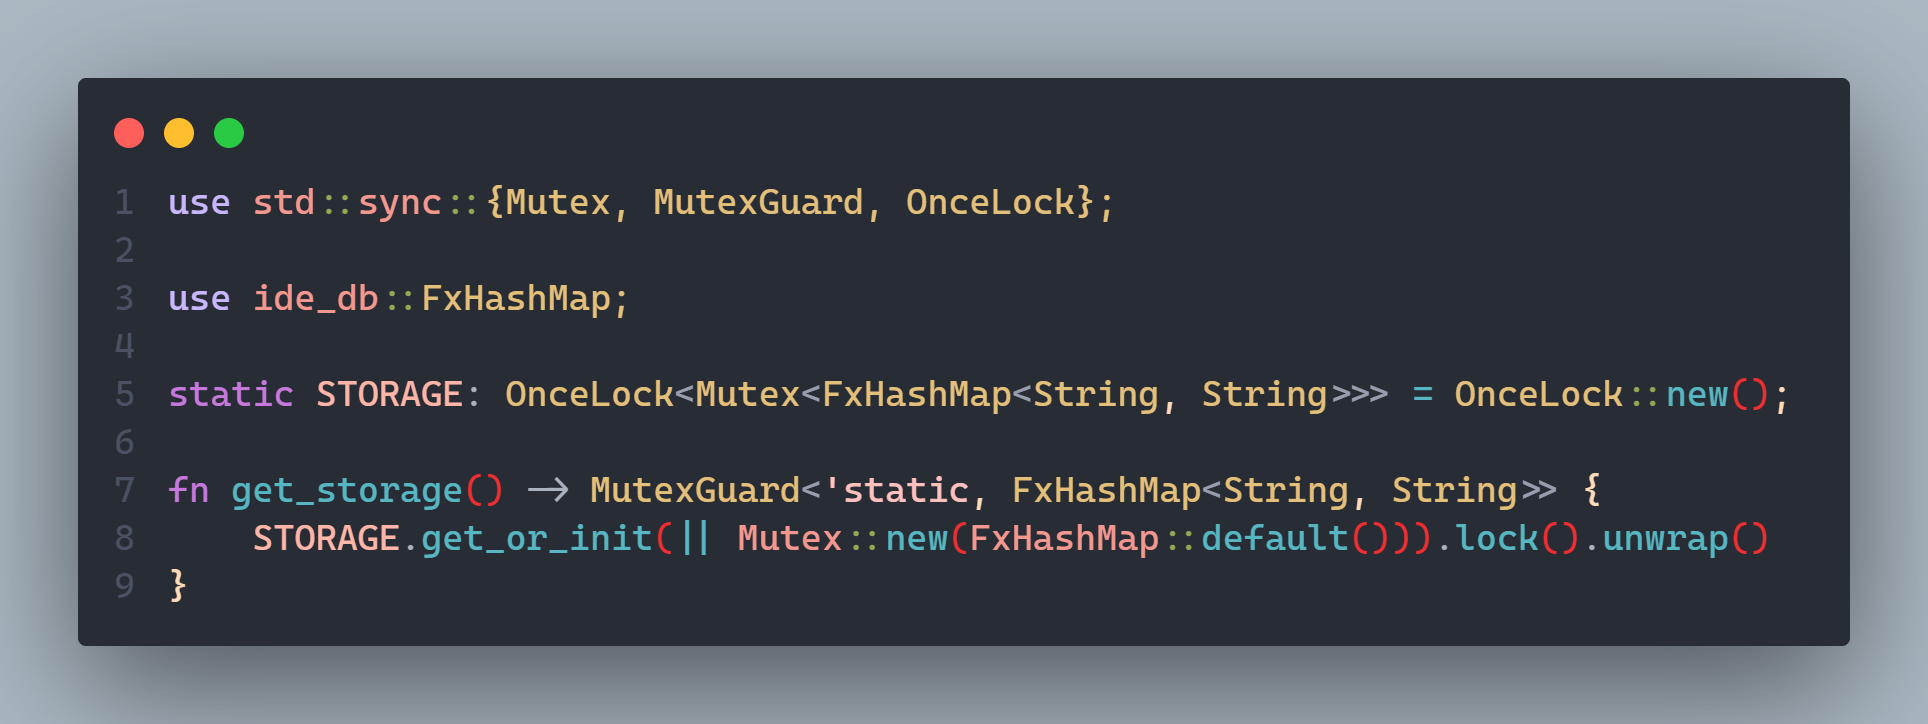 1 use std::sync::{Mutex, MutexGuard, OnceLock};
2
3 use ide_db::FxHashMap;
4
5 static STORAGE: OnceLock<Mutex<FxHashMap<String, String>>> = OnceLock::new();
6
7 fn get_storage() -> MutexGuard<'static, FxHashMap<String, String>> {
8     STORAGE.get_or_init(|| Mutex::new(FxHashMap::default())).lock().unwrap()
9 }